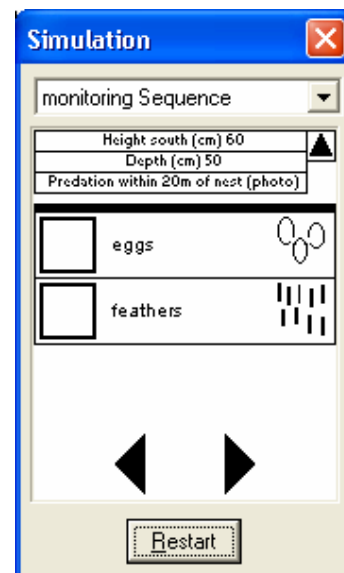 Simulation
monitoring Sequence
Height south (cm) 60
Depth (cm) 50
Predation within 20m of nest (photo)
eggs
feathers
Restart